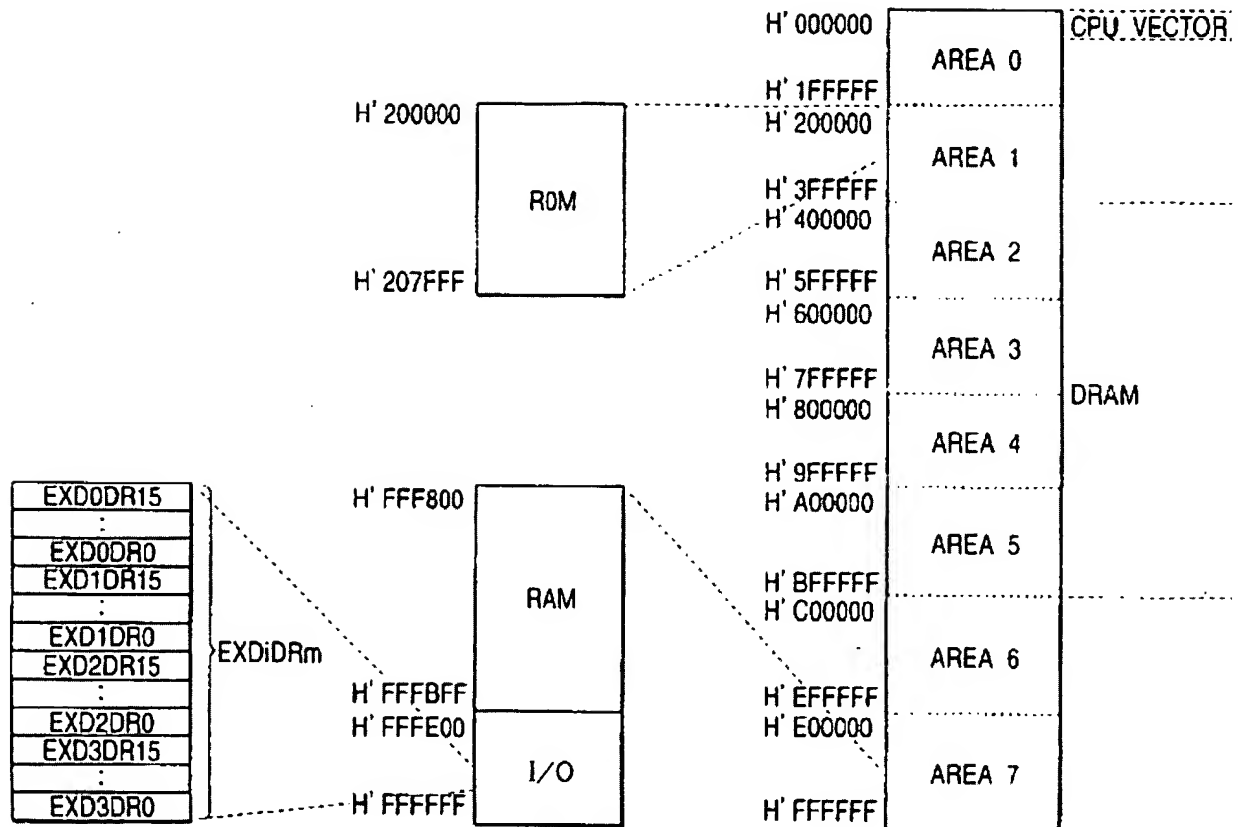 EXD0DR15
:
EXD0DR0
EXD1DR15
:
EXD1DR0
EXD2DR15
:
EXD2DR0
EXD3DR15
:
EXD3DR0
EXDiDRm
H' 200000
ROM
H' 207FFF
H' FFF800
RAM
H' FFFBFF
H' FFFE00
I/O
H' FFFFFF
H' 000000
CPU VECTOR
AREA 0
H' 1FFFFF
H' 200000
AREA 1
H' 3FFFFF
H' 400000
AREA 2
H' 5FFFFF
H' 600000
AREA 3
H' 7FFFFF
H' 800000
DRAM
AREA 4
H' 9FFFFF
H' A00000
AREA 5
H' BFFFFF
H' C00000
AREA 6
H' EFFFFF
H' E00000
AREA 7
H' FFFFFF